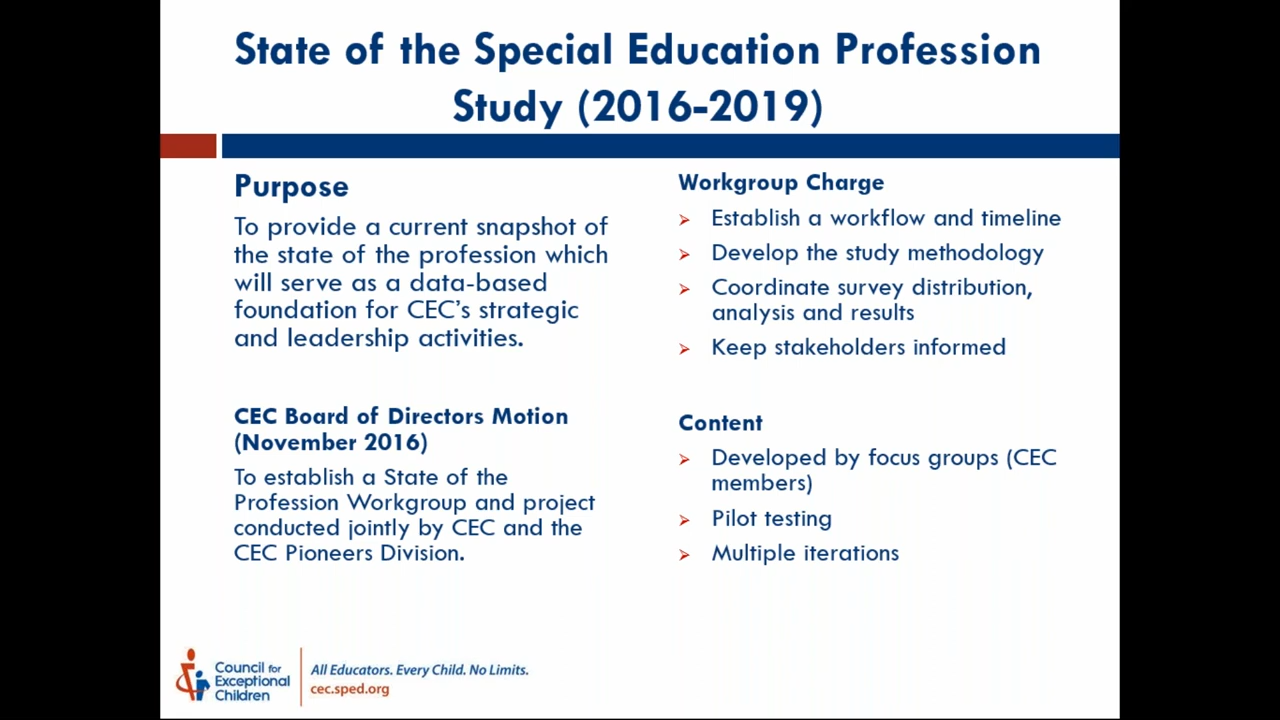 State of the Special Education Profession
Study (2016-2019)
Purpose
To provide a current snapshot of
the state of the profession which
will serve as a data-based
foundation for CEC’s strategic
and leadership activities.
CEC Board of Directors Motion
(November 2016)
To establish a State of the
Profession Workgroup and project
conducted jointly by CEC and the
CEC Pioneers Division.
Workgroup Charge
Establish a workflow and timeline
Develop the study methodology
Coordinate survey distribution,
analysis and results
Keep stakeholders informed
Content
Developed by focus groups (CEC
members)
Pilot testing
Multiple iterations
Council for
Exceptional
Children
All Educators. Every Child. No Limits.
cec.sped.org